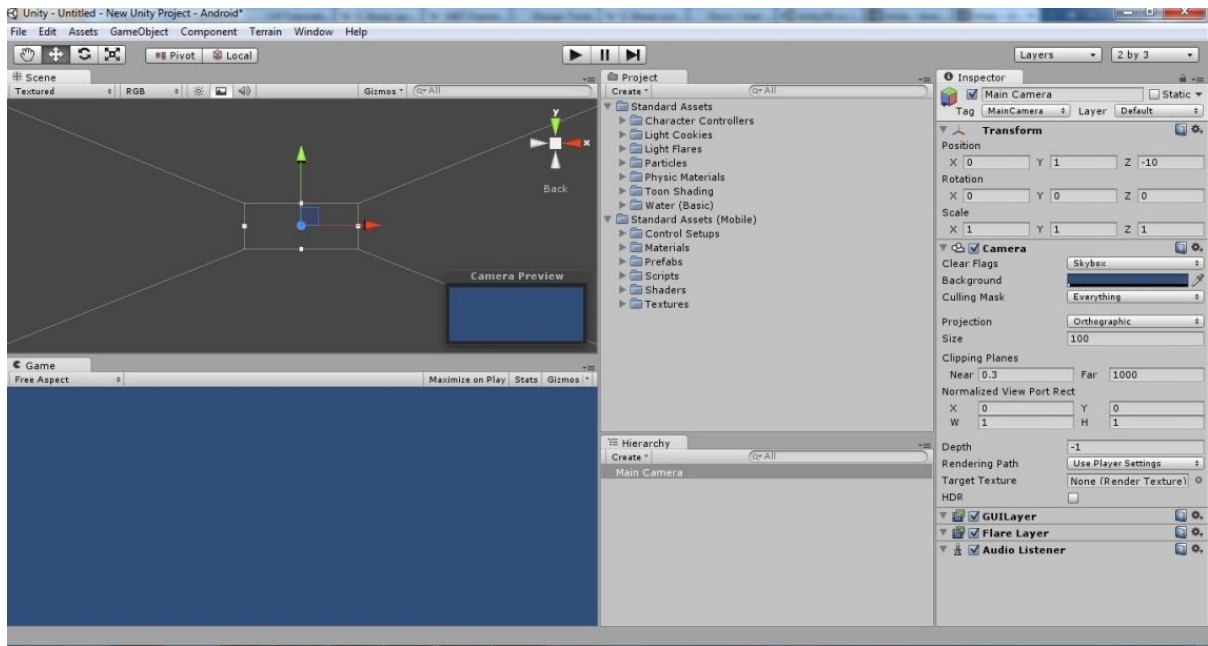 Unity - Untitled - New Unity Project - Android*
File Edit Assets GameObject Component Terrain Window Help
Pivot Local
Layers 2 by 3
Scene
Textured RGB Gizmos All
y
x
Back
Camera Preview
Game
Free Aspect Maximize on Play Stats Gizmos
Project
Create All
Standard Assets
Character Controllers
Light Cookies
Light Flares
Particles
Physic Materials
Toon Shading
Water (Basic)
Standard Assets (Mobile)
Control Setups
Materials
Prefabs
Scripts
Shaders
Textures
Hierarchy
Create All
Main Camera
Inspector
Main Camera Static
Tag MainCamera Layer Default
Transform
Position
X 0 Y 1 Z -10
Rotation
X 0 Y 0 Z 0
Scale
X 1 Y 1 Z 1
Camera
Clear Flags Skybox
Background
Culling Mask Everything
Projection Orthographic
Size 100
Clipping Planes
Near 0.3 Far 1000
Normalized View Port Rect
X 0 Y 0
W 1 H 1
Depth -1
Rendering Path Use Player Settings
Target Texture None (Render Texture)
HDR
GUILayer
Flare Layer
Audio Listener